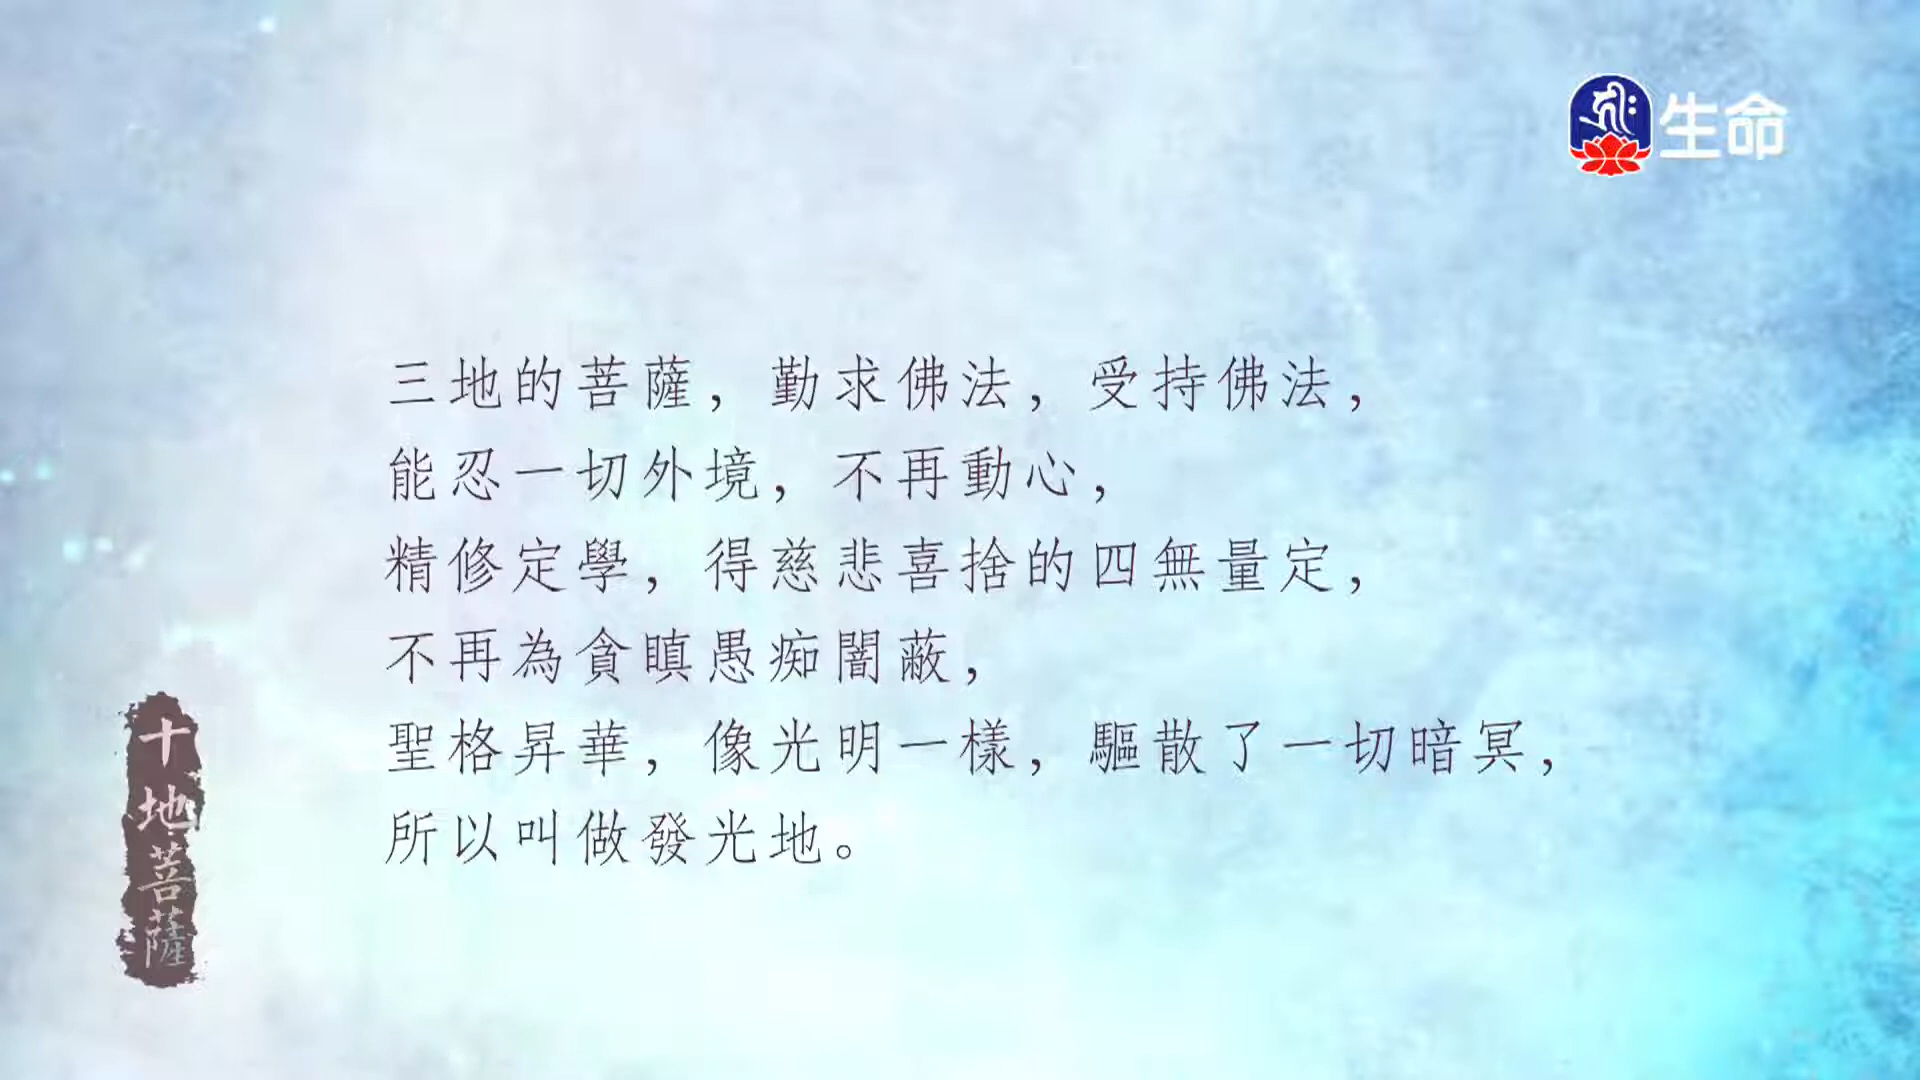 生命
三地的菩薩，勤求佛法，受持佛法，
能忍一切外境，不再動心，
精修定學，得慈悲喜捨的四無量定，
不再為貪瞋愚痴闇蔽，
聖格昇華，像光明一樣，驅散了一切暗冥，
所以叫做發光地。
十地菩薩